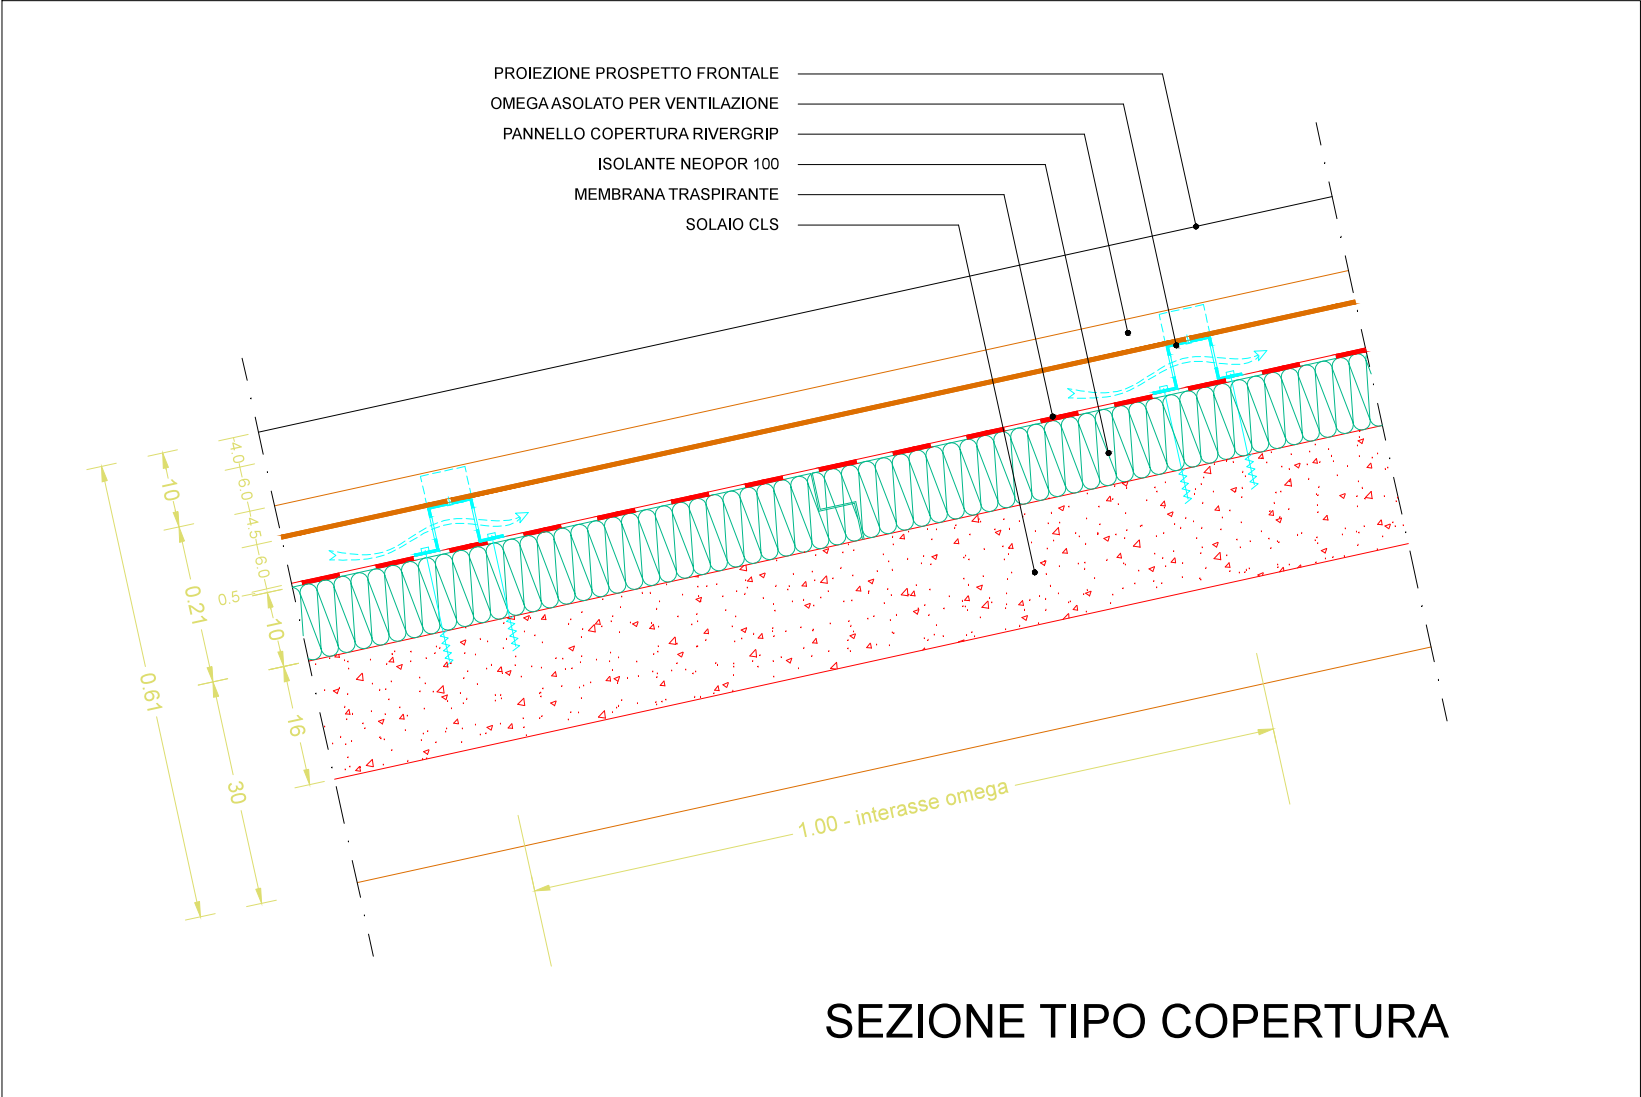 PROIEZIONE PROSPETTO FRONTALE
OMEGA ASOLATO PER VENTILAZIONE
PANNELLO COPERTURA RIVERGRIP
ISOLANTE NEOPOR 100
MEMBRANA TRASPIRANTE
SOLAIO CLS
4.0
6.0
4.5
6.0
0.5
10
16
10
0.21
30
0.61
1.00 - interasse omega
SEZIONE TIPO COPERTURA